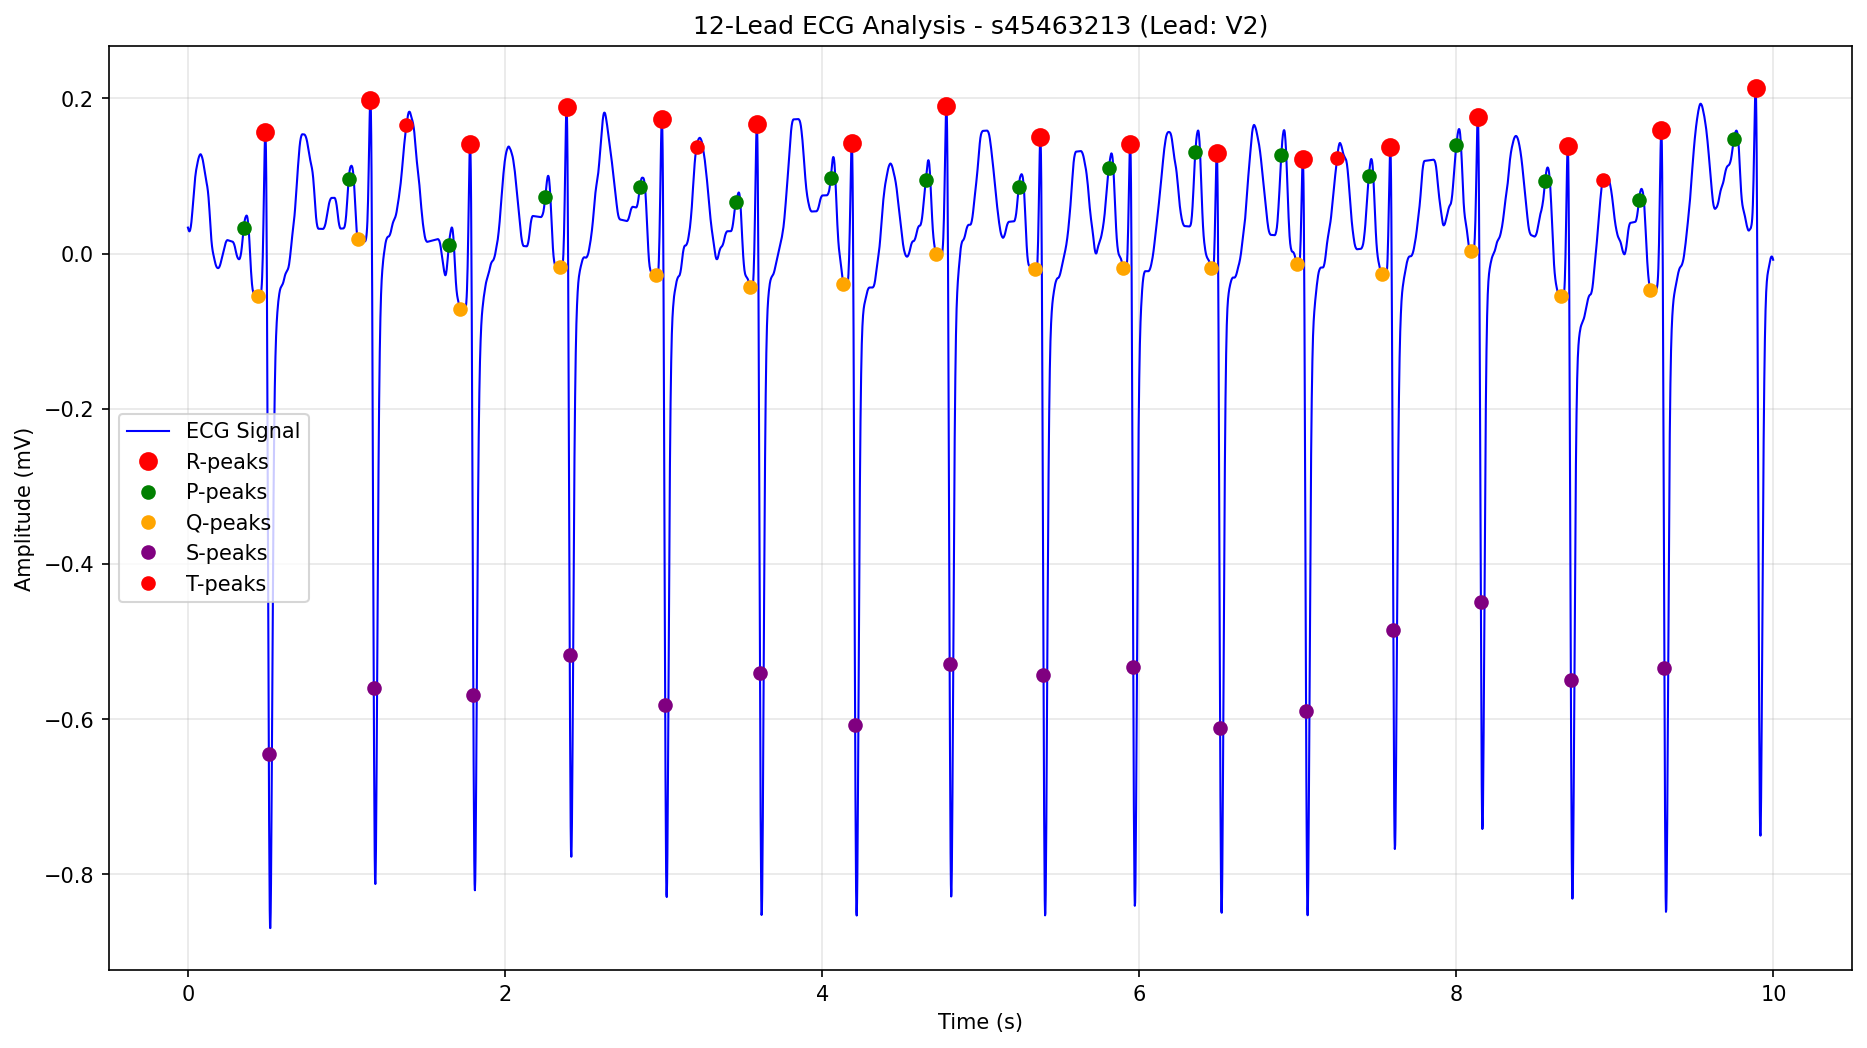 12-Lead ECG Analysis - s45463213 (Lead: V2)
0.2
0.0
−0.2
−0.4
−0.6
−0.8
Amplitude (mV)
ECG Signal
R-peaks
P-peaks
Q-peaks
S-peaks
T-peaks
0 2 4 6 8 10
Time (s)